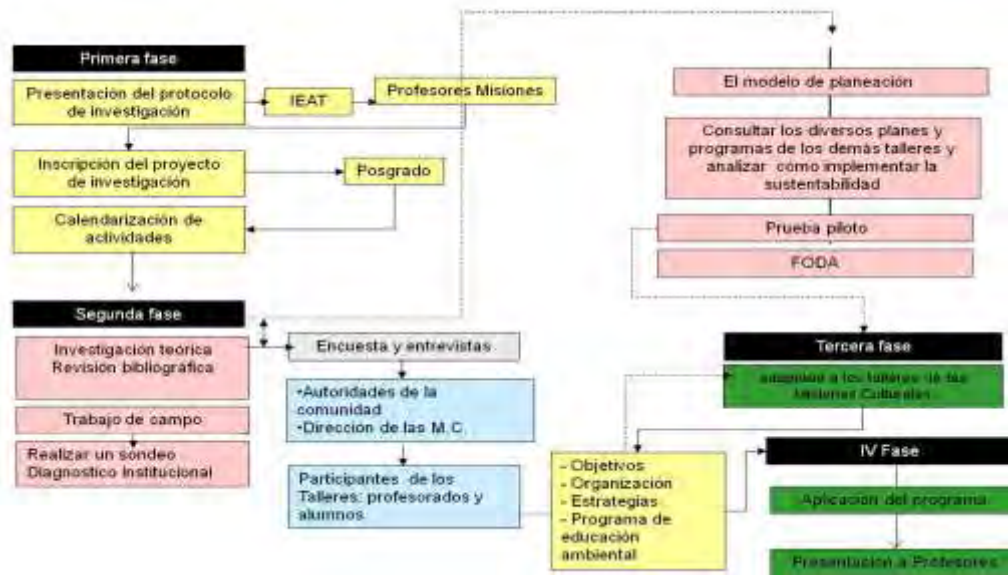 Primera fase
Presentación del protocolo
de investigación
IEAT
Profesores Misiones
Inscripción del proyecto
de investigación
Posgrado
Calendarización de
actividades
Segunda fase
Investigación teórica
Revisión bibliográfica
Trabajo de campo
Realizar un sondeo
Diagnostico Institucional
Encuesta y entrevistas
•Autoridades de la
comunidad
•Dirección de las M.C.
Participantes de los
Talleres: profesorados y
alumnos
El modelo de planeación
Consultar los diversos planes y
programas de los demás talleres y
analizar como implementar la
sustentabilidad
Prueba piloto
FODA
Tercera fase
a los talleres de las
Misiones Culturales
- Objetivos
- Organización
- Estrategias
- Programa de
educación
ambiental
IV Fase
Aplicación del programa
Presentación a Profesores